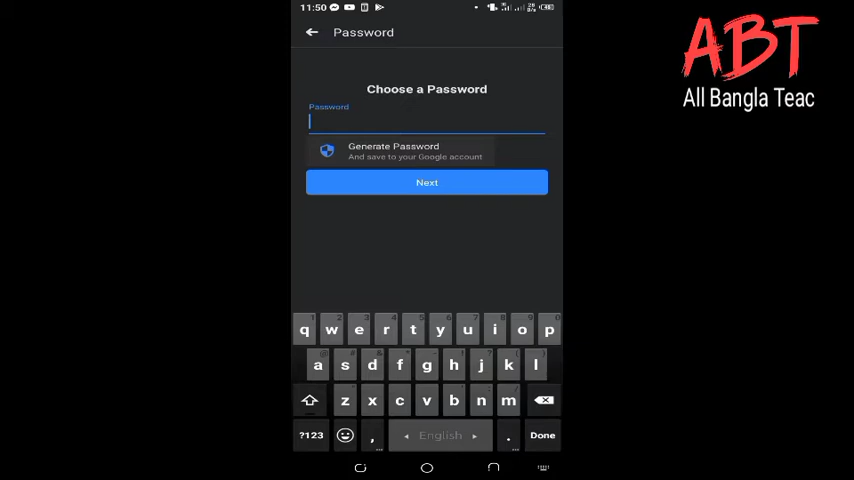 11:50
Password
ABT
All Bangla Teac
Choose a Password
Password
Generate Password
And save to your Google account
Next
q w e r t y u i o p
a s d f g h j k l
z x c v b n m
?123 , English . Done